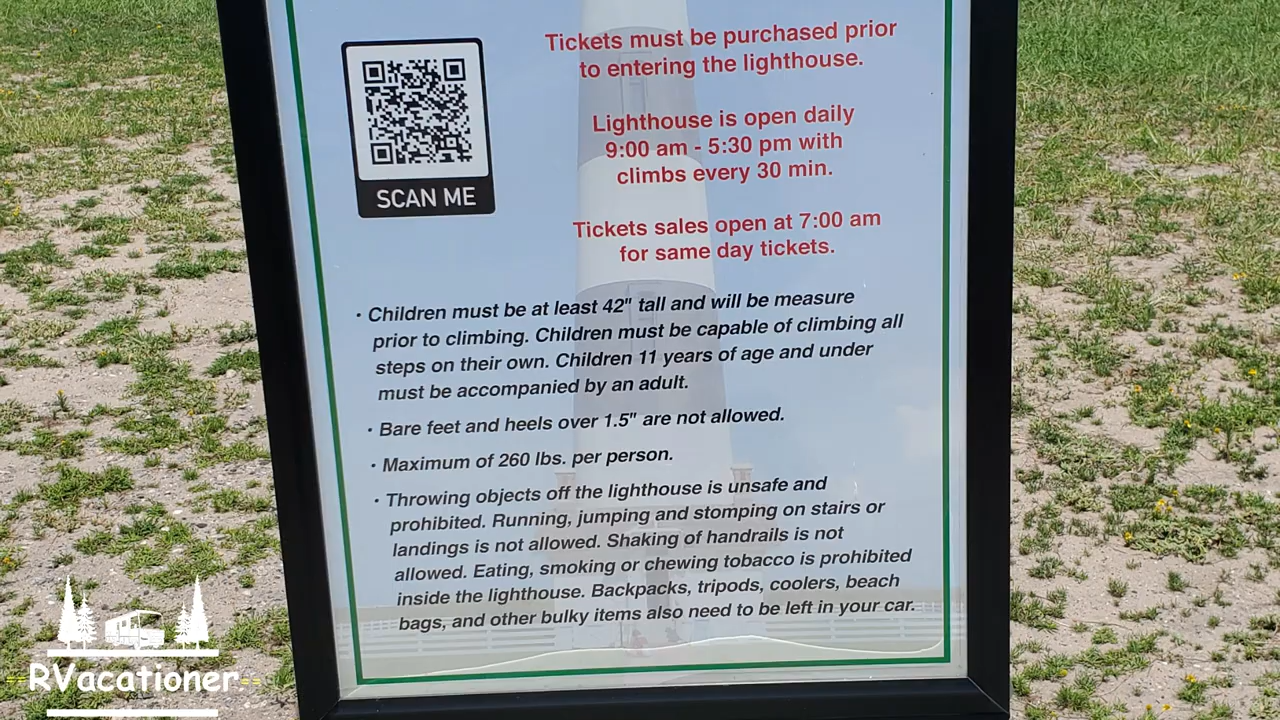 SCAN ME
Tickets must be purchased prior
to entering the lighthouse.
Lighthouse is open daily
9:00 am - 5:30 pm with
climbs every 30 min.
Tickets sales open at 7:00 am
for same day tickets.
• Children must be at least 42" tall and will be measure
prior to climbing. Children must be capable of climbing all
steps on their own. Children 11 years of age and under
must be accompanied by an adult.
• Bare feet and heels over 1.5" are not allowed.
• Maximum of 260 lbs. per person.
• Throwing objects off the lighthouse is unsafe and
prohibited. Running, jumping and stomping on stairs or
landings is not allowed. Shaking of handrails is not
allowed. Eating, smoking or chewing tobacco is prohibited
inside the lighthouse. Backpacks, tripods, coolers, beach
bags, and other bulky items also need to be left in your car.
RVacationer